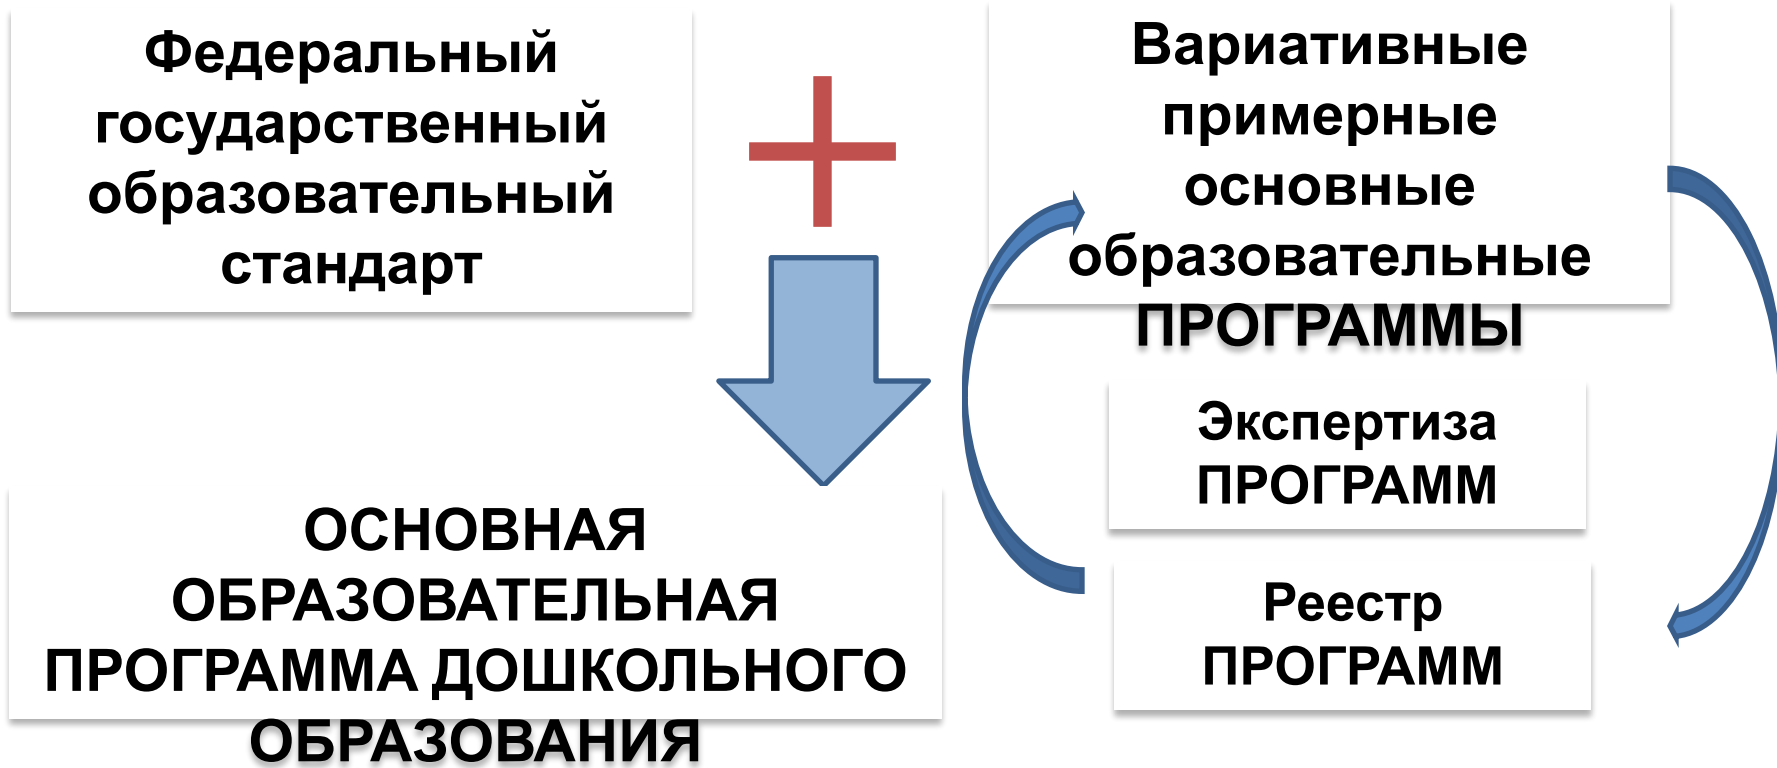 Федеральный
государственный
образовательный
стандарт
Вариативные
примерные
основные
образовательные
ПРОГРАММЫ
Экспертиза
ПРОГРАММ
Реестр
ПРОГРАММ
ОСНОВНАЯ
ОБРАЗОВАТЕЛЬНАЯ
ПРОГРАММА ДОШКОЛЬНОГО
ОБРАЗОВАНИЯ